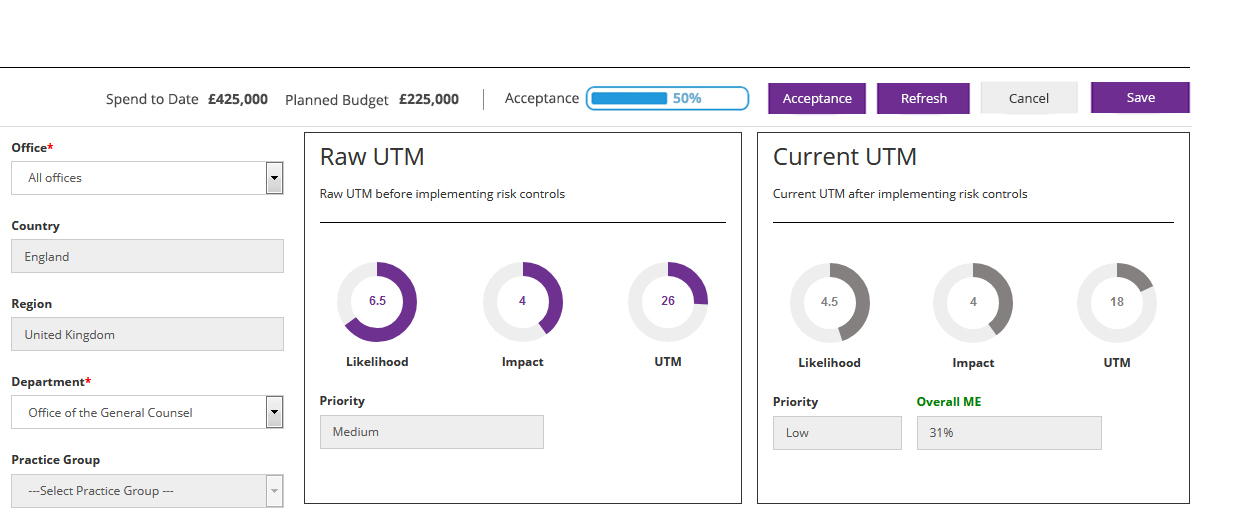 Spend to Date £425,000 Planned Budget £225,000 Acceptance 50% Acceptance Refresh Cancel Save
Office*
All offices
Country
England
Region
United Kingdom
Department*
Office of the General Counsel
Practice Group
---Select Practice Group ---
Raw UTM
Raw UTM before implementing risk controls
6.5 4 26
Likelihood Impact UTM
Priority
Medium
Current UTM
Current UTM after implementing risk controls
4.5 4 18
Likelihood Impact UTM
Priority Overall ME
Low 31%